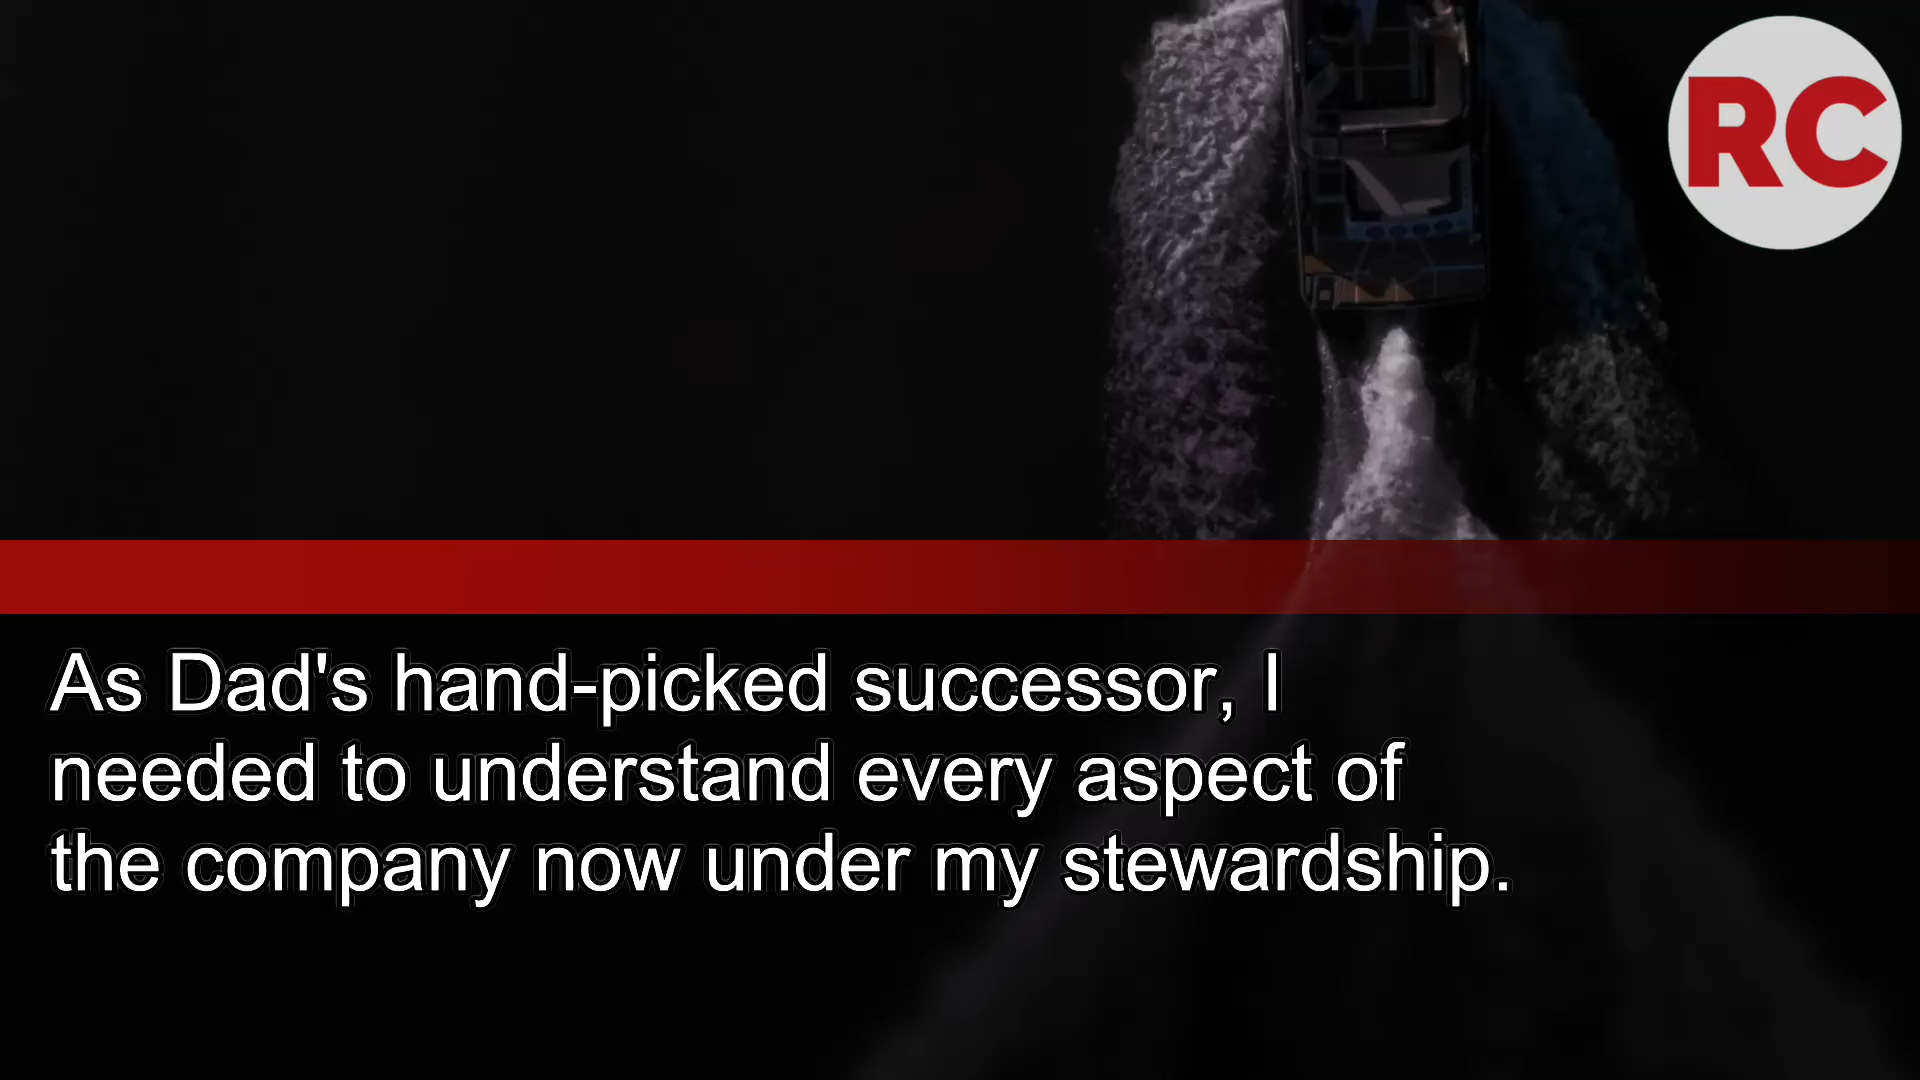 RC
As Dad's hand-picked successor, I
needed to understand every aspect of
the company now under my stewardship.